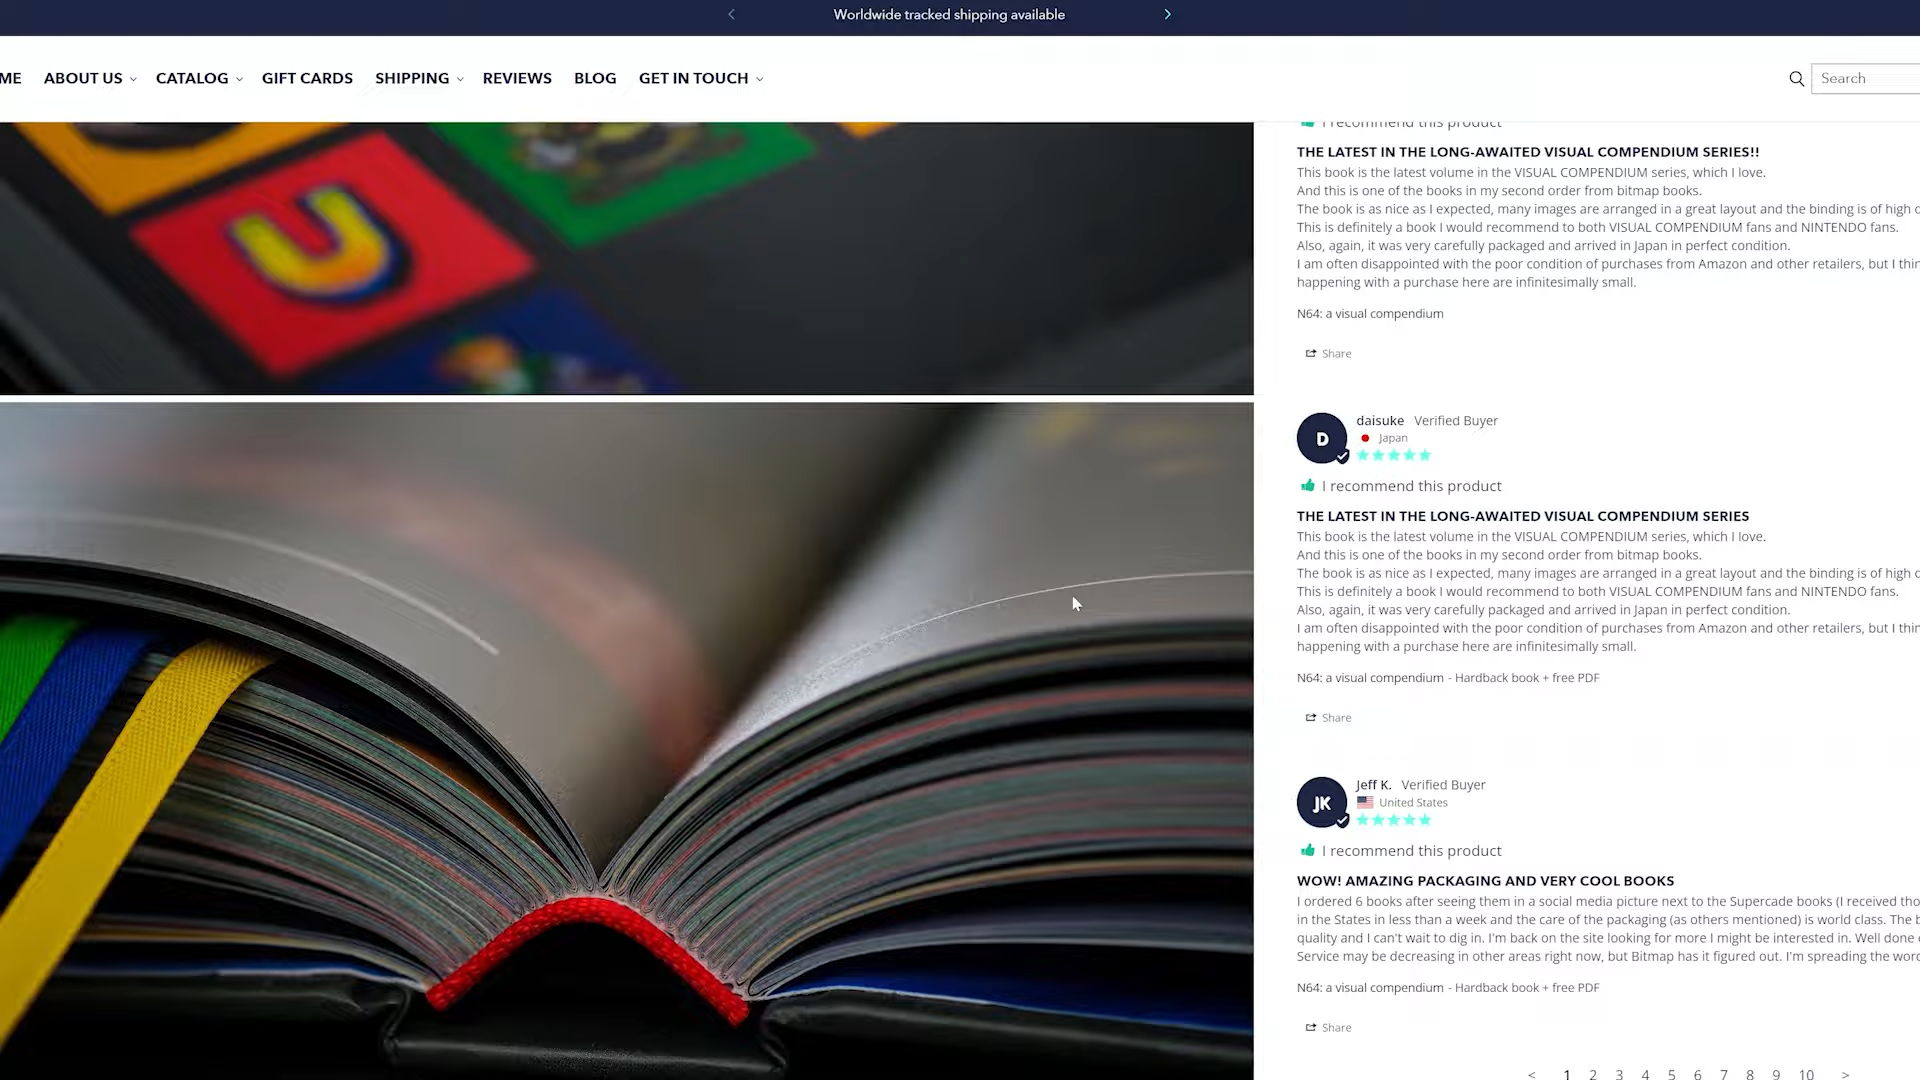 Worldwide tracked shipping available
ME ABOUT US CATALOG GIFT CARDS SHIPPING REVIEWS BLOG GET IN TOUCH
Search
I recommend this product
THE LATEST IN THE LONG-AWAITED VISUAL COMPENDIUM SERIES!!
This book is the latest volume in the VISUAL COMPENDIUM series, which I love.
And this is one of the books in my second order from bitmap books.
The book is as nice as I expected, many images are arranged in a great layout and the binding is of high
This is definitely a book I would recommend to both VISUAL COMPENDIUM fans and NINTENDO fans.
Also, again, it was very carefully packaged and arrived in Japan in perfect condition.
I am often disappointed with the poor condition of purchases from Amazon and other retailers, but I
happening with a purchase here are infinitesimally small.
N64: a visual compendium
Share
D
daisuke Verified Buyer
Japan
I recommend this product
THE LATEST IN THE LONG-AWAITED VISUAL COMPENDIUM SERIES
This book is the latest volume in the VISUAL COMPENDIUM series, which I love.
And this is one of the books in my second order from bitmap books.
The book is as nice as I expected, many images are arranged in a great layout and the binding is of high
This is definitely a book I would recommend to both VISUAL COMPENDIUM fans and NINTENDO fans.
Also, again, it was very carefully packaged and arrived in Japan in perfect condition.
I am often disappointed with the poor condition of purchases from Amazon and other retailers, but I
happening with a purchase here are infinitesimally small.
N64: a visual compendium - Hardback book + free PDF
Share
JK
Jeff K. Verified Buyer
United States
I recommend this product
WOW! AMAZING PACKAGING AND VERY COOL BOOKS
I ordered 6 books after seeing them in a social media picture next to the Supercade books (I received
in the States in less than a week and the care of the packaging (as others mentioned) is world class. The
quality and I can't wait to dig in. I'm back on the site looking for more I might be interested in. Well done
Service may be decreasing in other areas right now, but Bitmap has it figured out. I'm spreading the
N64: a visual compendium - Hardback book + free PDF
Share
< 1 2 3 4 5 6 7 8 9 10 >